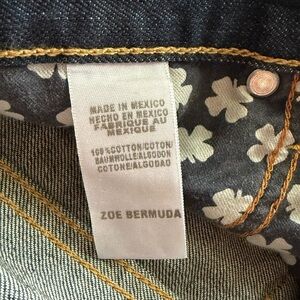 MADE IN MEXICO
HECHO EN MEXICO
FABRIQUE AU
MEXIQUE
100%COTTON/COTON/
BAUMWOLLE/ALGODON
COTONE/ALGODAO
ZOE BERMUDA